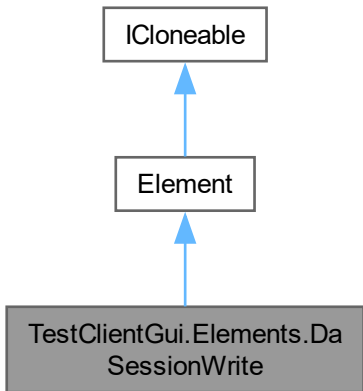 ICloneable
Element
TestClientGui.Elements.Da
SessionWrite